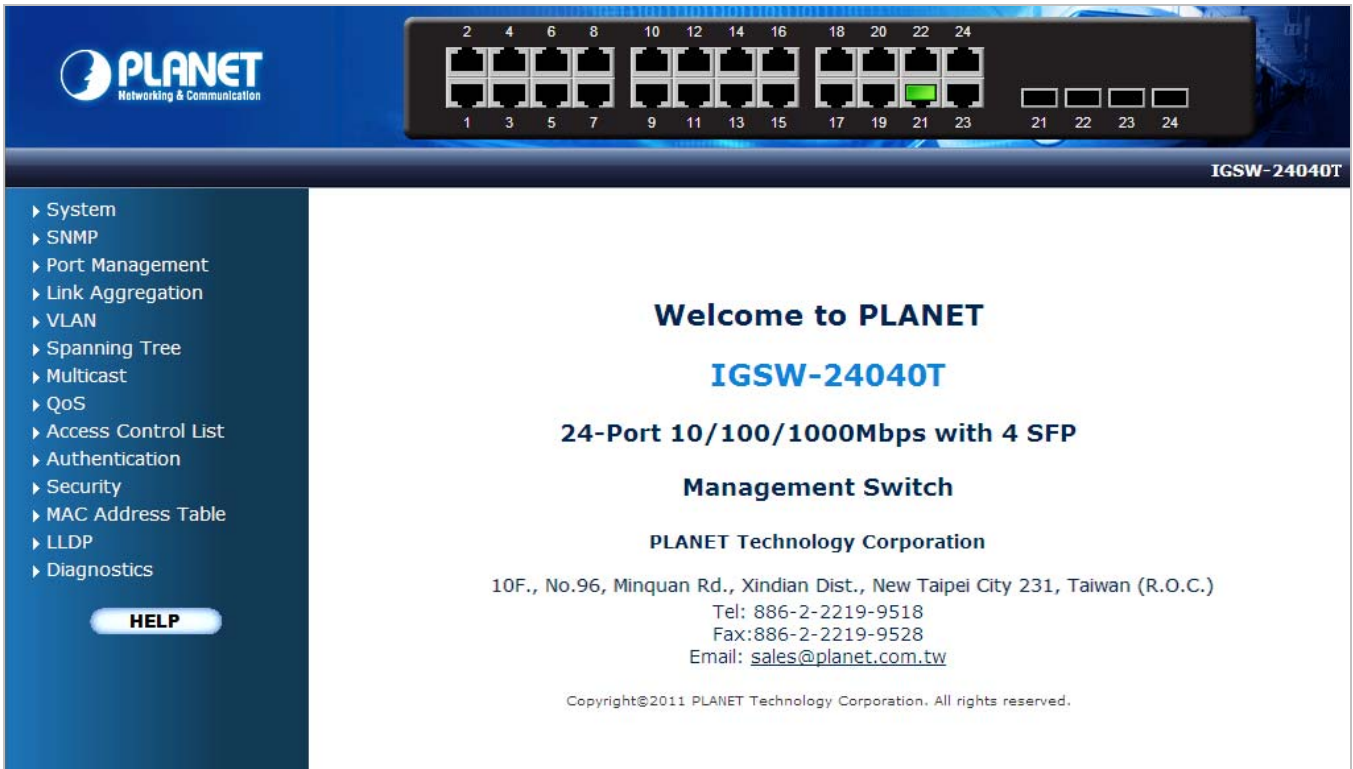 PLANET
Networking & Communication
2 4 6 8 10 12 14 16 18 20 22 24
1 3 5 7 9 11 13 15 17 19 21 23 21 22 23 24
IGSW-24040T
System
SNMP
Port Management
Link Aggregation
VLAN
Spanning Tree
Multicast
QoS
Access Control List
Authentication
Security
MAC Address Table
LLDP
Diagnostics
HELP
Welcome to PLANET
IGSW-24040T
24-Port 10/100/1000Mbps with 4 SFP
Management Switch
PLANET Technology Corporation
10F., No.96, Minquan Rd., Xindian Dist., New Taipei City 231, Taiwan (R.O.C.)
Tel: 886-2-2219-9518
Fax:886-2-2219-9528
Email: sales@planet.com.tw
Copyright©2011 PLANET Technology Corporation. All rights reserved.